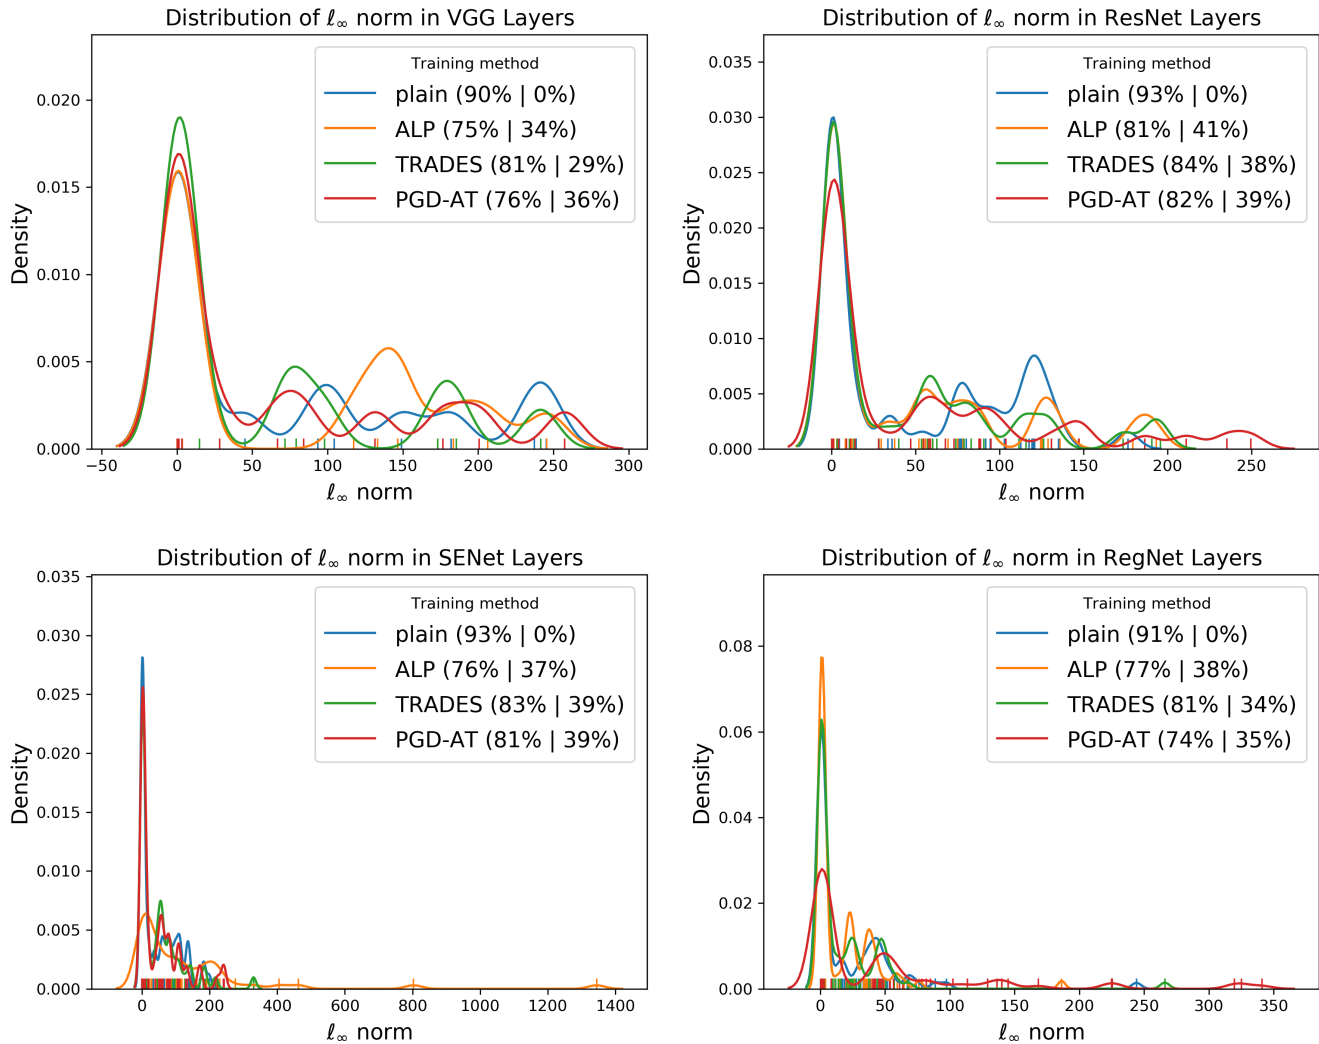 Distribution of ℓ∞ norm in VGG Layers
Density
0.020
0.015
0.010
0.005
0.000
−50 0 50 100 150 200 250 300
ℓ∞ norm
Training method
plain (90% | 0%)
ALP (75% | 34%)
TRADES (81% | 29%)
PGD-AT (76% | 36%)
Distribution of ℓ∞ norm in ResNet Layers
Density
0.035
0.030
0.025
0.020
0.015
0.010
0.005
0.000
0 50 100 150 200 250
ℓ∞ norm
Training method
plain (93% | 0%)
ALP (81% | 41%)
TRADES (84% | 38%)
PGD-AT (82% | 39%)
Distribution of ℓ∞ norm in SENet Layers
Density
0.035
0.030
0.025
0.020
0.015
0.010
0.005
0.000
0 200 400 600 800 1000 1200 1400
ℓ∞ norm
Training method
plain (93% | 0%)
ALP (76% | 37%)
TRADES (83% | 39%)
PGD-AT (81% | 39%)
Distribution of ℓ∞ norm in RegNet Layers
Density
0.08
0.06
0.04
0.02
0.00
0 50 100 150 200 250 300 350
ℓ∞ norm
Training method
plain (91% | 0%)
ALP (77% | 38%)
TRADES (81% | 34%)
PGD-AT (74% | 35%)